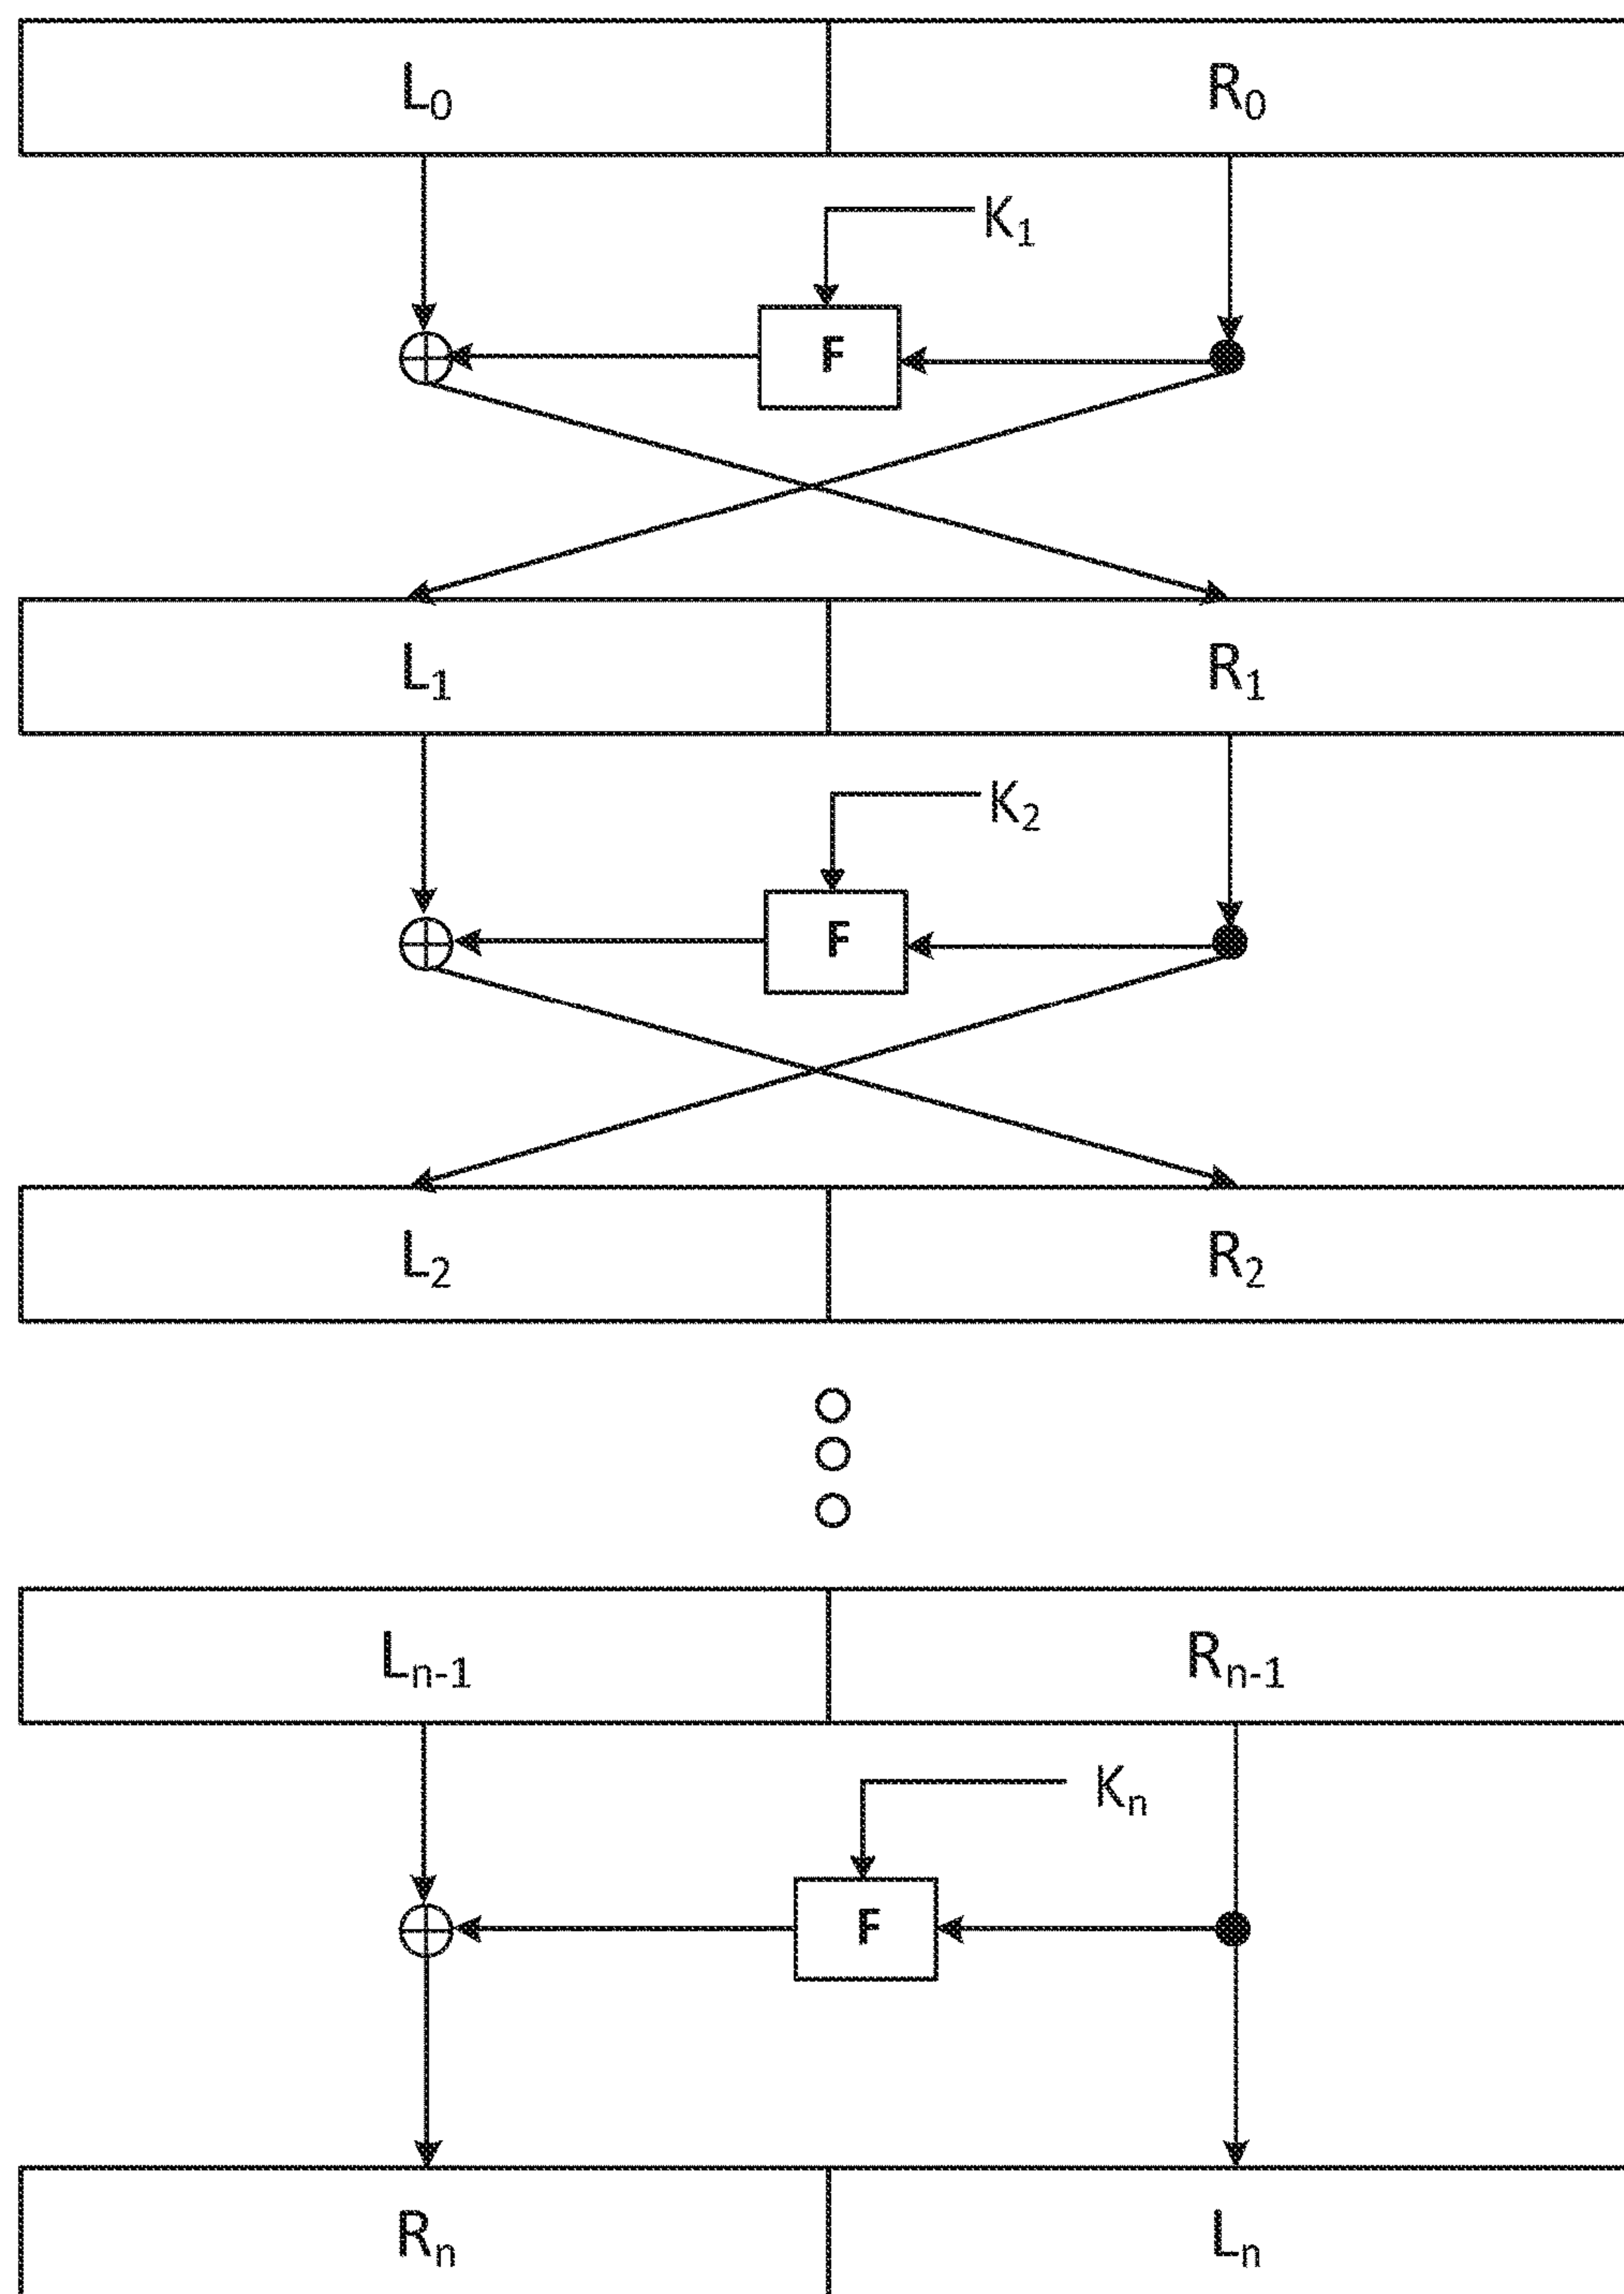 L₀ R₀
K₁
F
L₁ R₁
K₂
F
L₂ R₂
Lₙ₋₁ Rₙ₋₁
Kₙ
F
Rₙ Lₙ